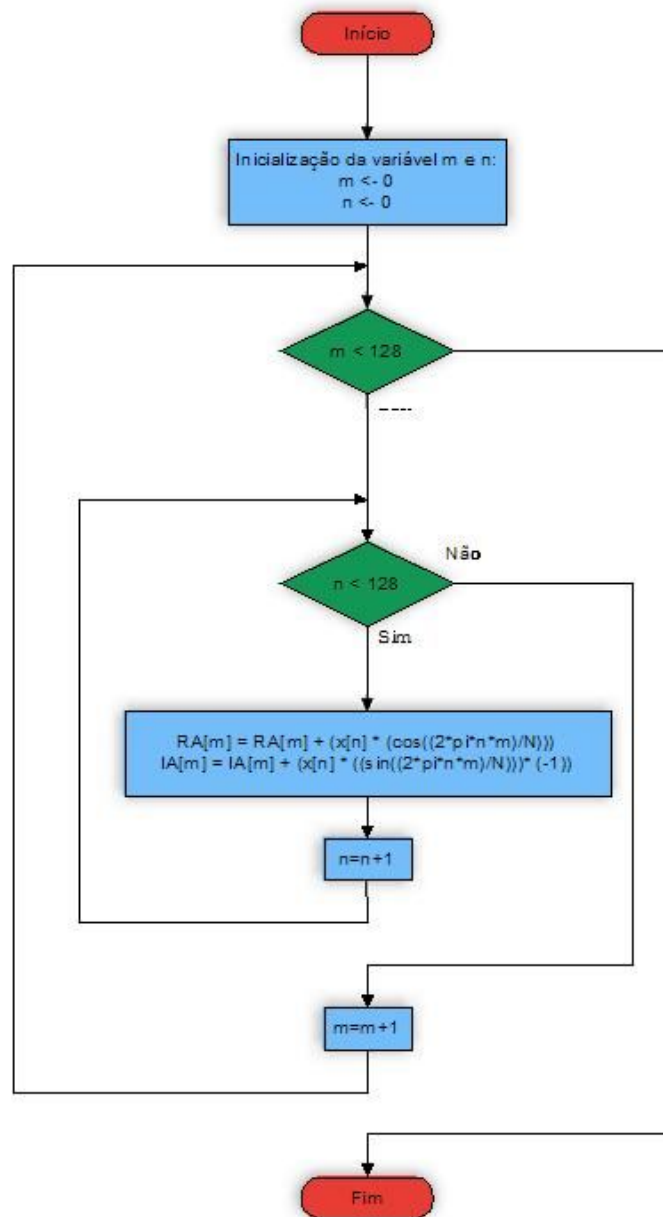 Início
Inicialização da variável m e n:
m <- 0
n <- 0
m < 128
----
Não
n < 128
Sim
RA[m] = RA[m] + (x[n] * (cos((2*pi*n*m)/N)))
IA[m] = IA[m] + (x[n] * ((sin((2*pi*n*m)/N)))* (-1))
n=n+1
m=m+1
Fim